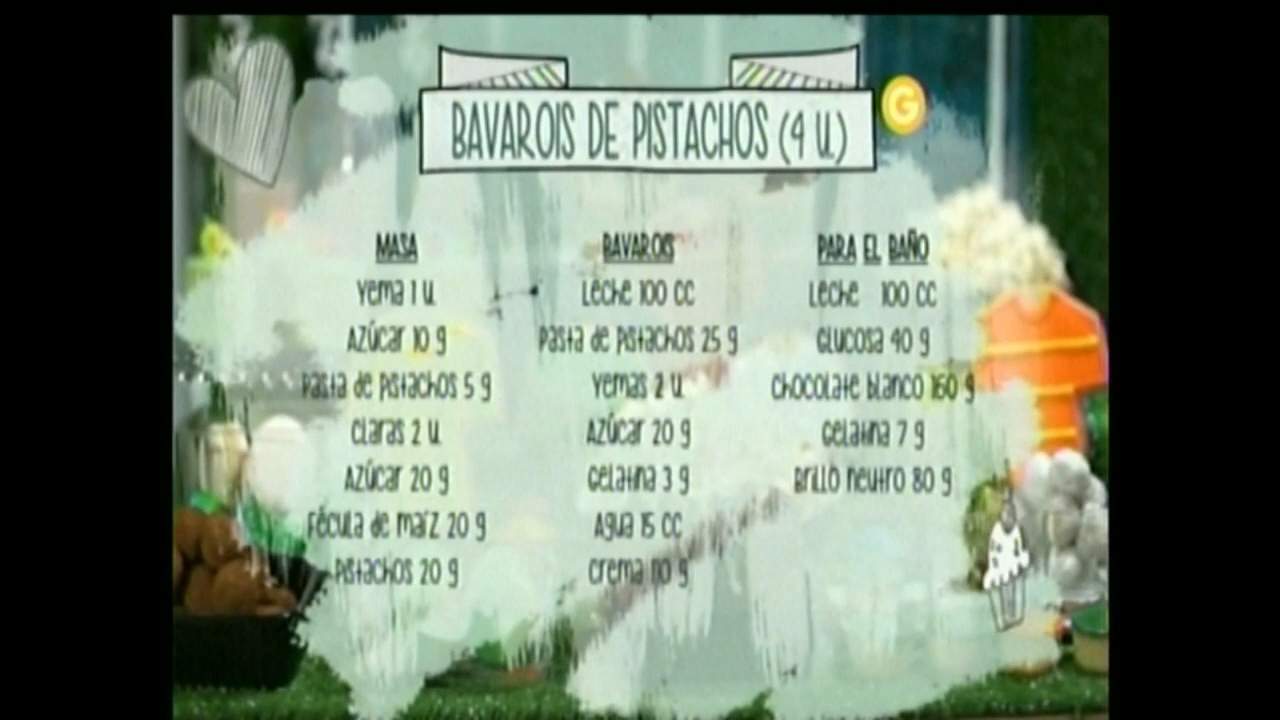 BAVAROIS DE PISTACHOS (4 U.)
G
MASA
Yema 1 u.
Azúcar 10 g
Pasta de pistachos 5 g
Claras 2 u.
Azúcar 20 g
Fécula de maíz 20 g
Pistachos 20 g
BAVAROIS
Leche 100 cc
Pasta de pistachos 25 g
Yemas 2 u.
Azúcar 20 g
Gelatina 3 g
Agua 15 cc
Crema 110 g
PARA EL BAÑO
Leche 100 cc
Glucosa 40 g
Chocolate blanco 160 g
Gelatina 7 g
Brillo neutro 80 g